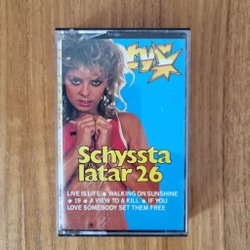 Schyssta
låtar 26
LIVE IS LIFE ● WALKING ON SUNSHINE
● 19 ● A VIEW TO A KILL ● IF YOU
LOVE SOMEBODY SET THEM FREE